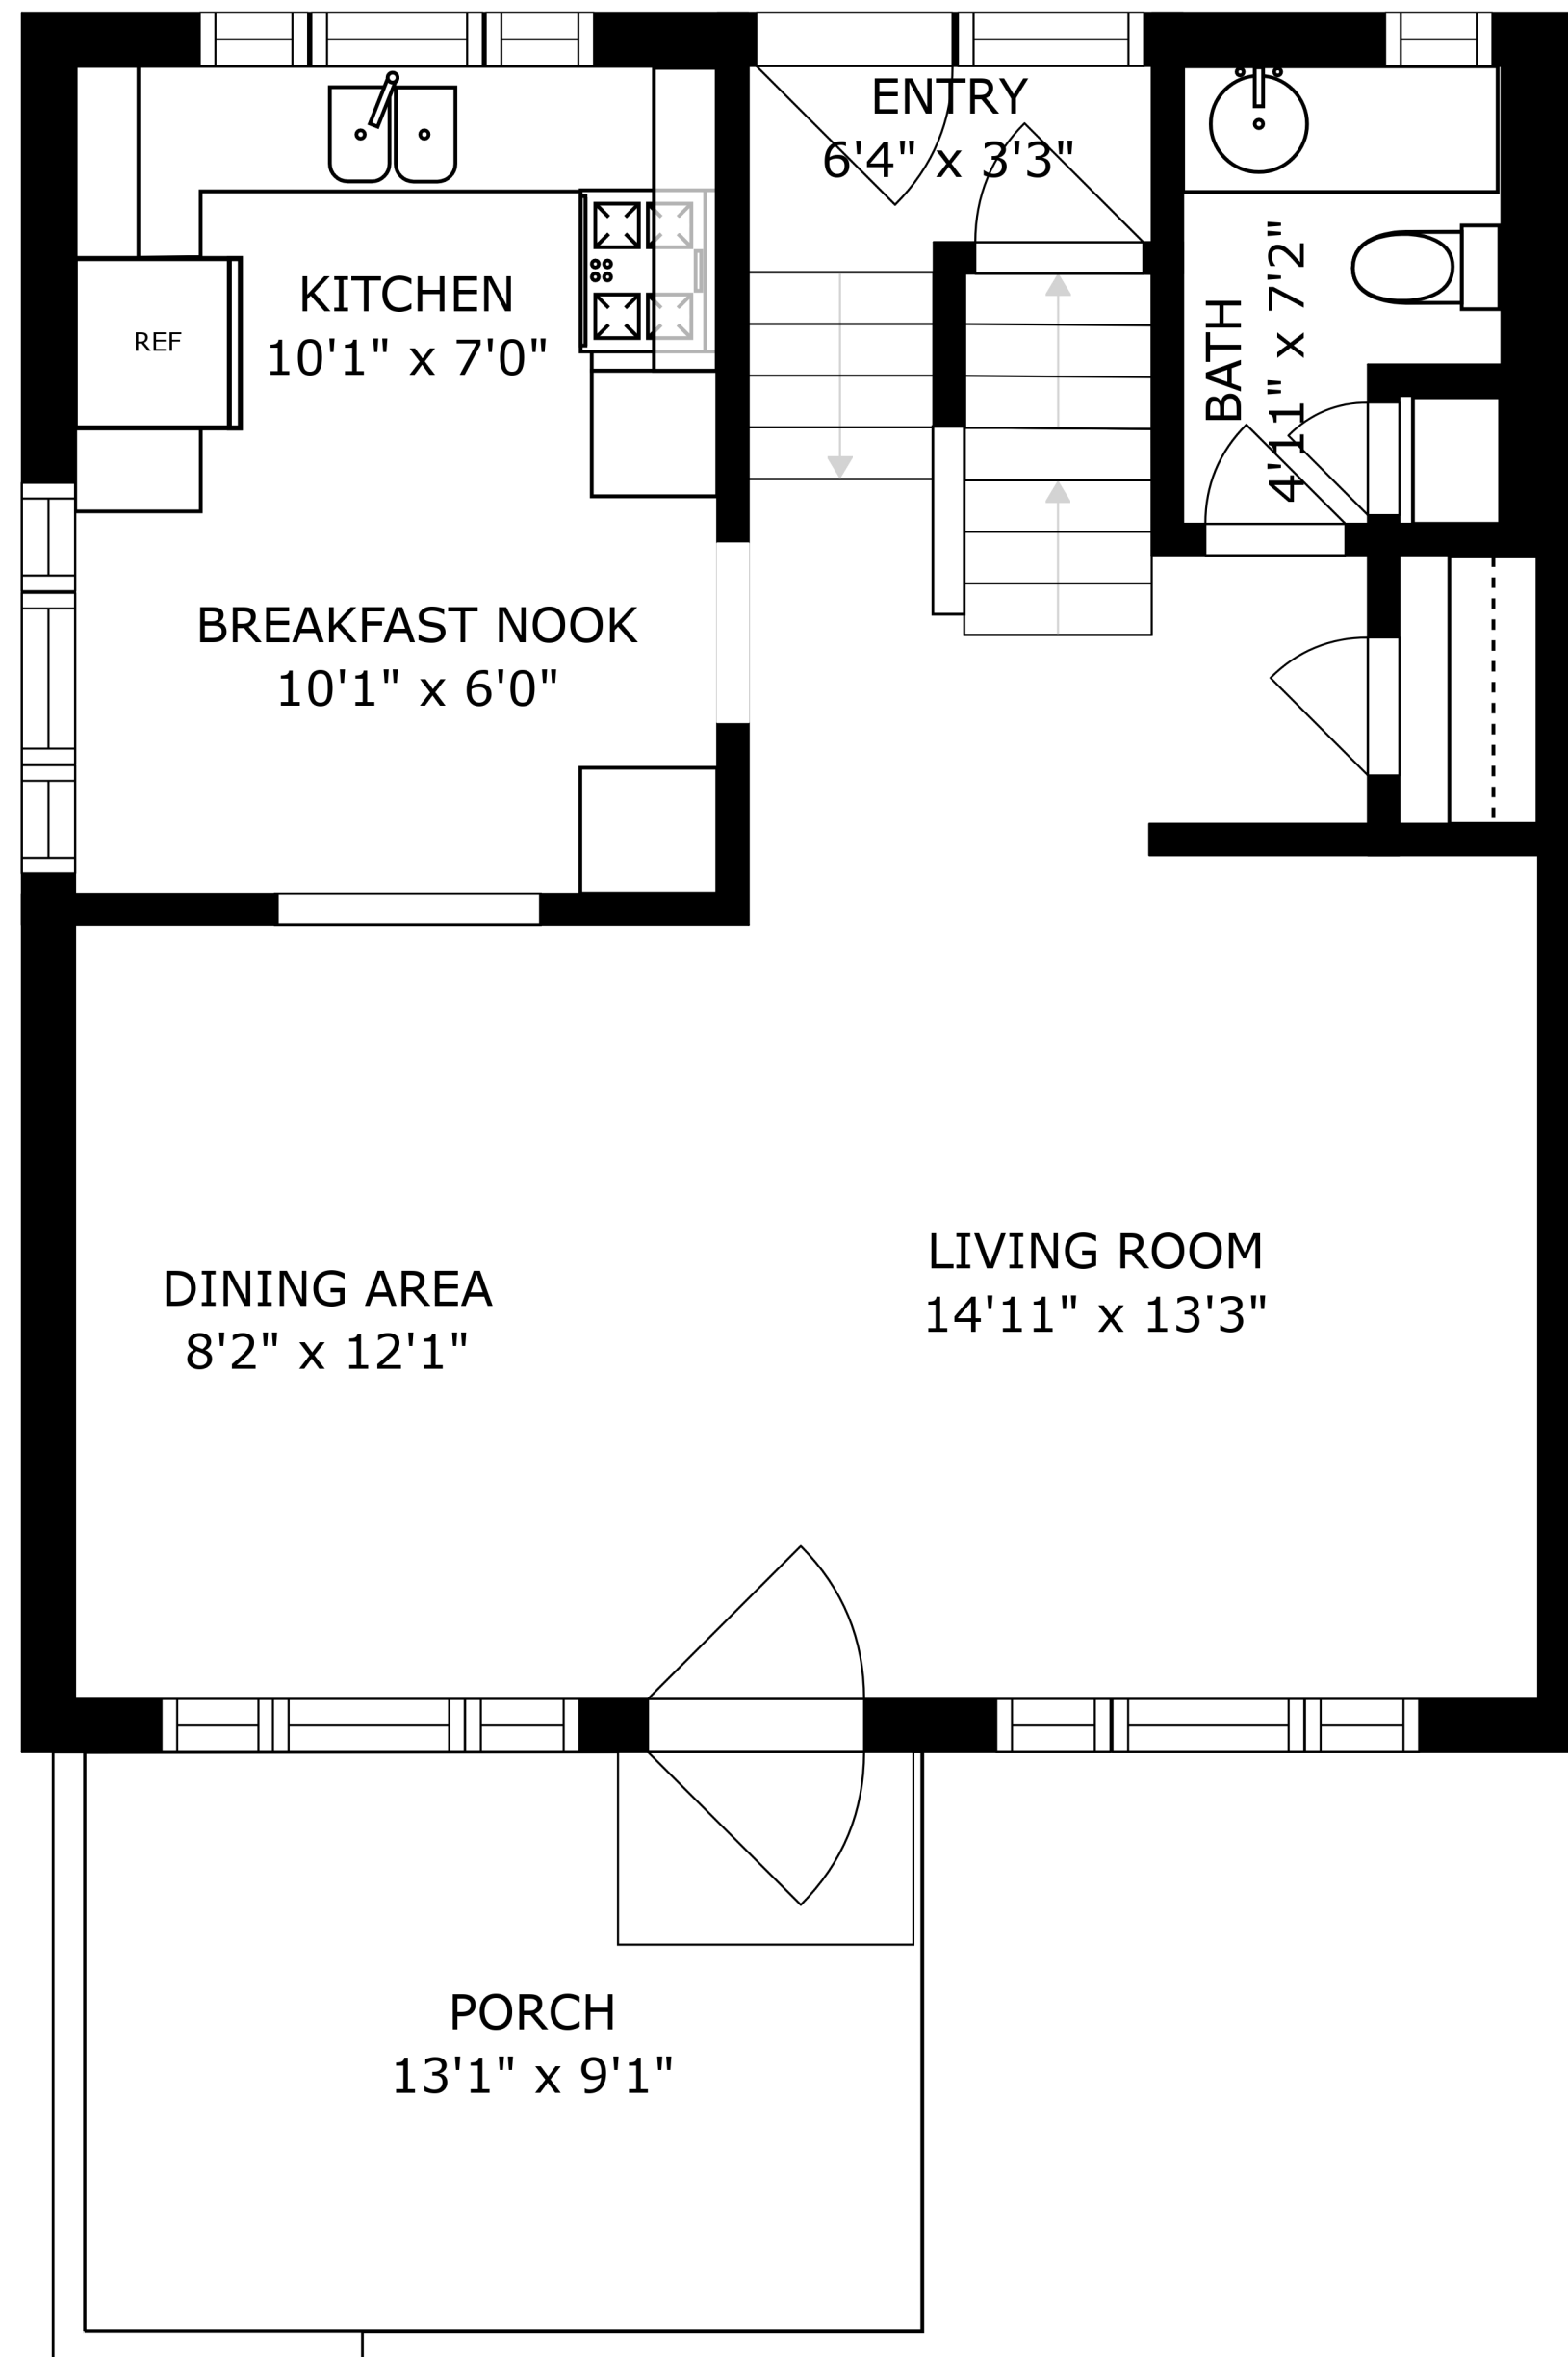 ENTRY
6'4" x 3'3"
KITCHEN
10'1" x 7'0"
REF
BATH
4'11" x 7'2"
BREAKFAST NOOK
10'1" x 6'0"
LIVING ROOM
14'11" x 13'3"
DINING AREA
8'2" x 12'1"
PORCH
13'1" x 9'1"